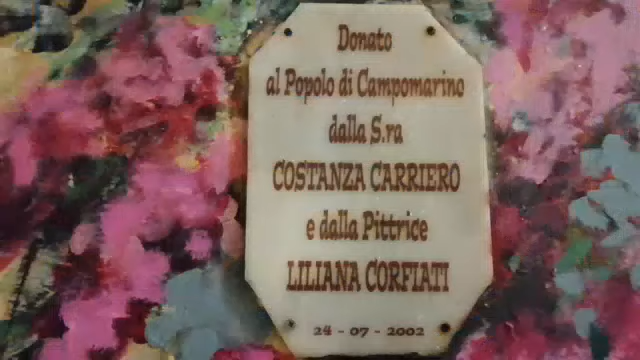 Donato
al Popolo di Campomarino
dalla S.ra
COSTANZA CARRIERO
e dalla Pittrice
LILIANA CORFIATI
24 - 07 - 2002